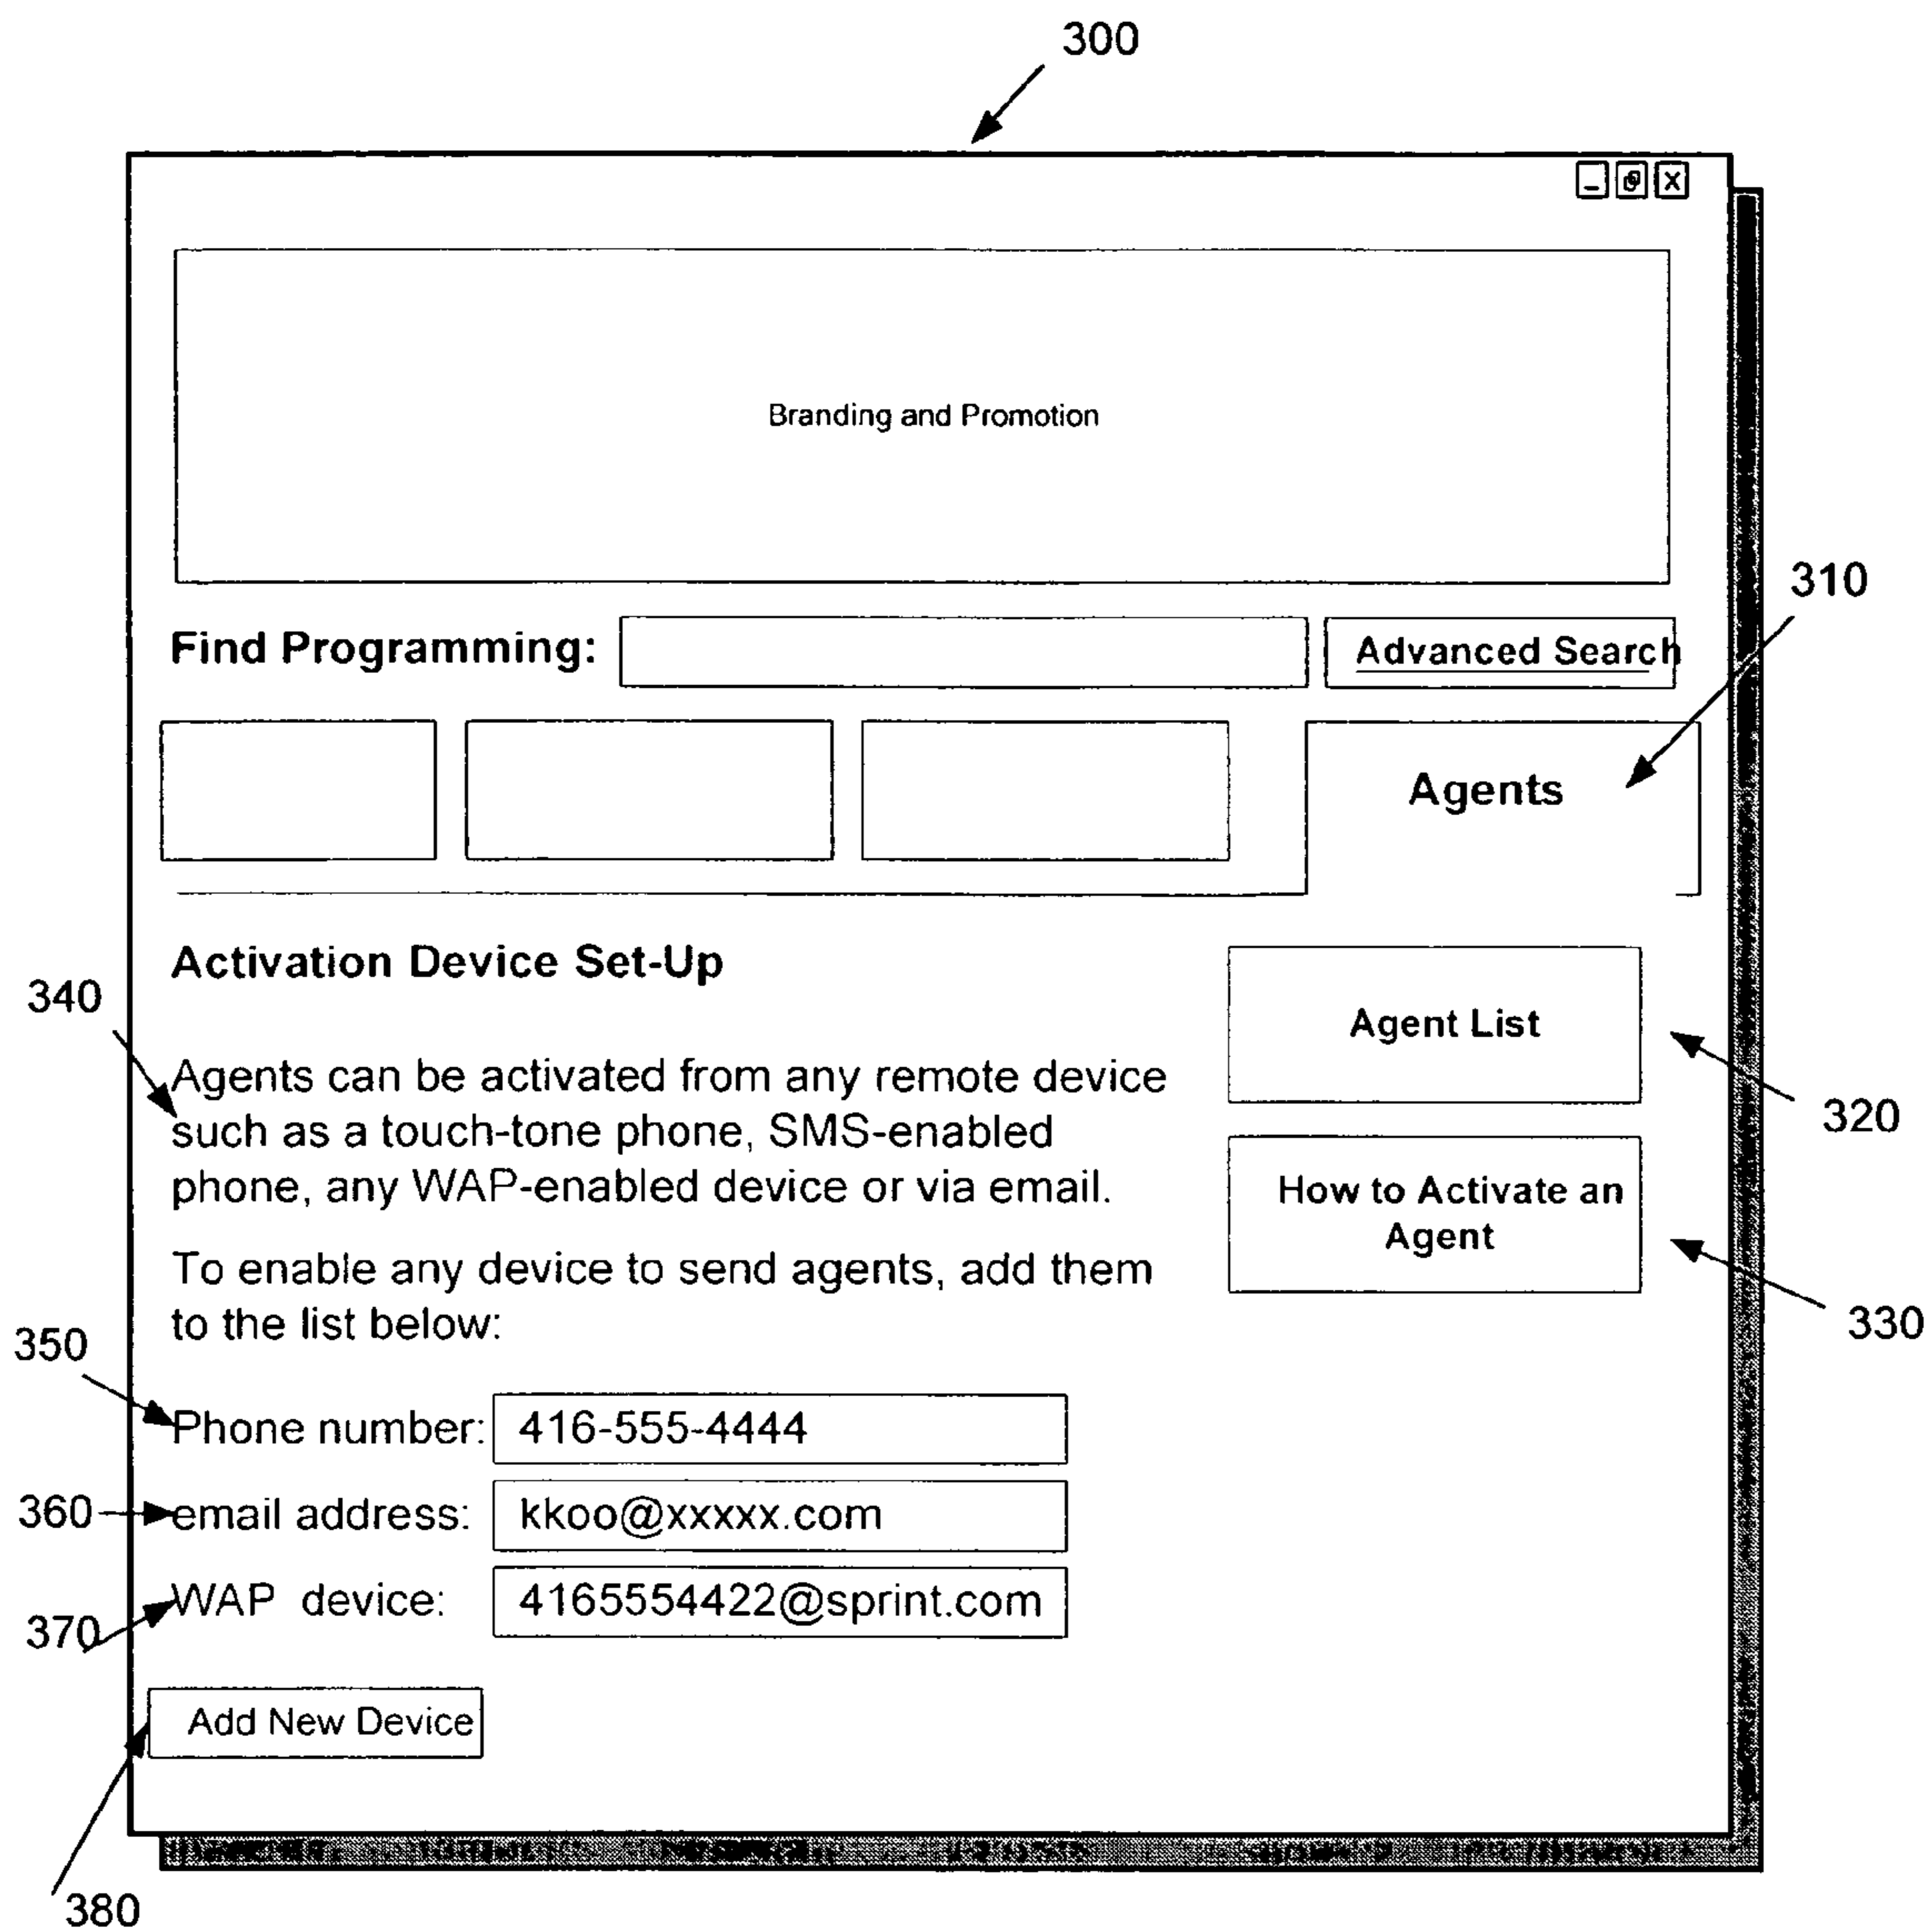 300
Branding and Promotion
310
Find Programming:
Advanced Search
Agents
Activation Device Set-Up
Agent List
340
Agents can be activated from any remote device
such as a touch-tone phone, SMS-enabled
phone, any WAP-enabled device or via email.
320
How to Activate an
Agent
To enable any device to send agents, add them
to the list below:
330
350
Phone number: 416-555-4444
360 email address: kkoo@xxxxx.com
WAP device: 4165554422@sprint.com
370
Add New Device
380